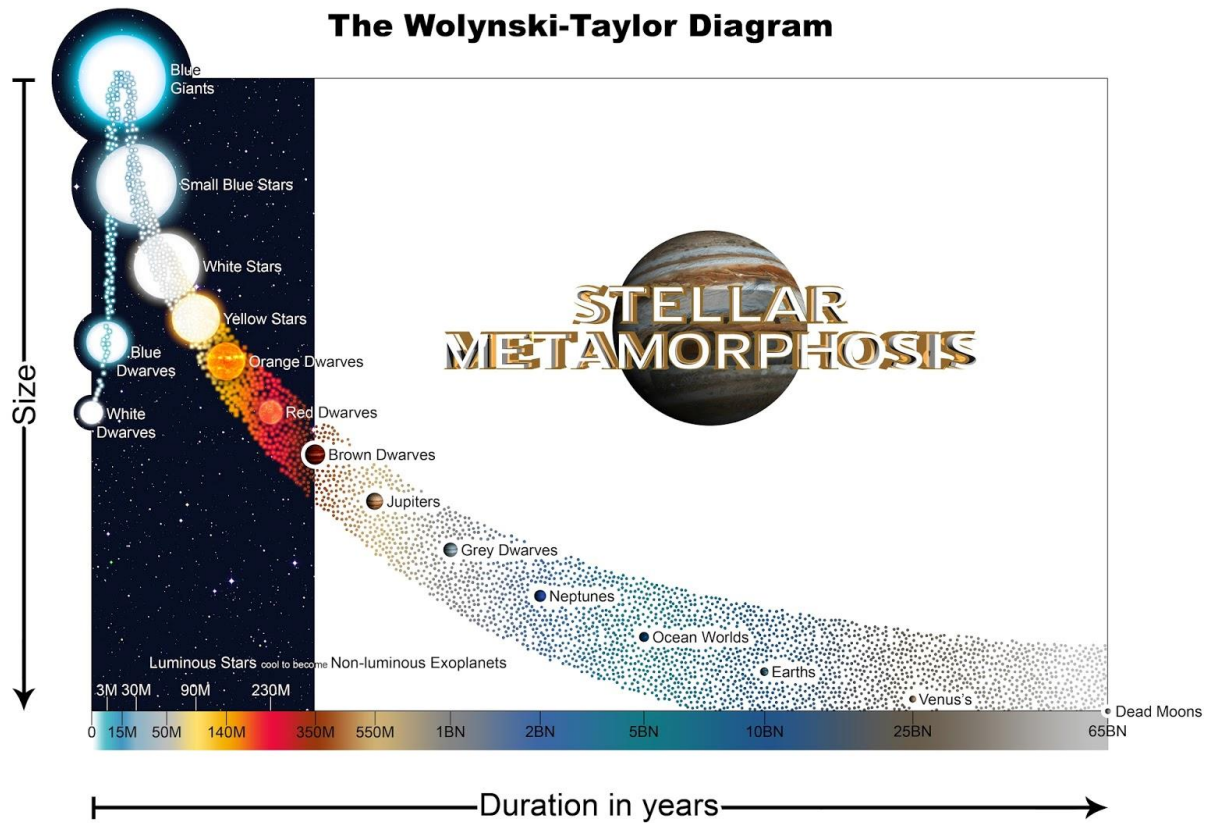 The Wolynski-Taylor Diagram
Blue
Giants
Small Blue Stars
White Stars
Yellow Stars
Blue
Dwarves
Orange Dwarves
White
Dwarves
Red Dwarves
Brown Dwarves
Jupiters
Grey Dwarves
Neptunes
Ocean Worlds
Earths
Venus's
Dead Moons
STELLAR
METAMORPHOSIS
Size
Luminous Stars cool to become Non-luminous Exoplanets
3M 30M 90M 230M
0 15M 50M 140M 350M 550M 1BN 2BN 5BN 10BN 25BN 65BN
Duration in years